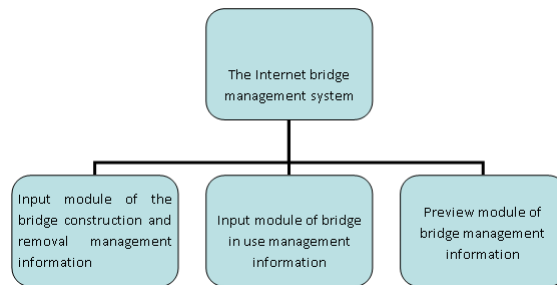 The Internet bridge
management system
Input module of the
bridge construction and
removal management
information
Input module of bridge
in use management
information
Preview module of
bridge management
information